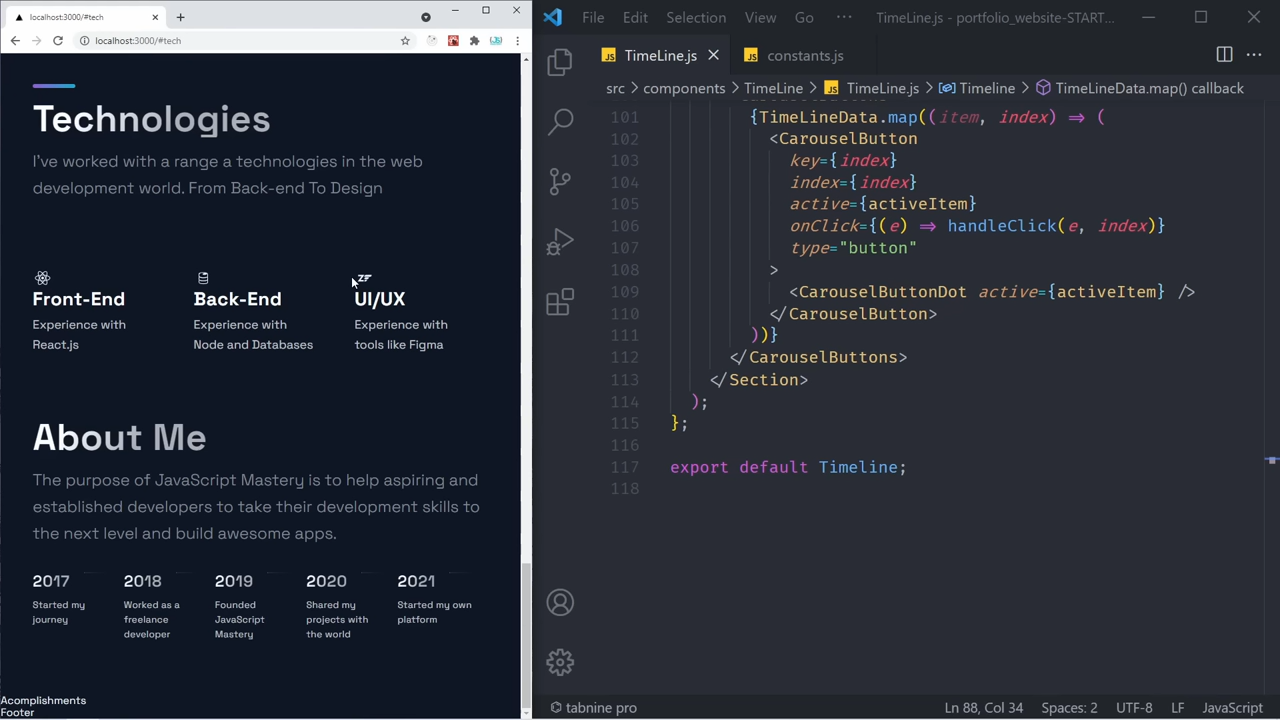 localhost:3000/#tech
localhost:3000/#tech
Technologies
I've worked with a range a technologies in the web
development world. From Back-end To Design
Front-End
Experience with
React.js
Back-End
Experience with
Node and Databases
UI/UX
Experience with
tools like Figma
About Me
The purpose of JavaScript Mastery is to help aspiring and
established developers to take their development skills to
the next level and build awesome apps.
2017
Started my
journey
2018
Worked as a
freelance
developer
2019
Founded
JavaScript
Mastery
2020
Shared my
projects with
the world
2021
Started my own
platform
Acomplishments
Footer
File Edit Selection View Go ··· TimeLine.js - portfolio_website-START...
JS TimeLine.js JS constants.js
src > components > TimeLine > JS TimeLine.js > Timeline > TimeLineData.map() callback
101 {TimeLineData.map((item, index) => (
102 <CarouselButton
103 key={index}
104 index={index}
105 active={activeItem}
106 onClick={(e) => handleClick(e, index)}
107 type="button"
108 >
109 <CarouselButtonDot active={activeItem} />
110 </CarouselButton>
111 ))}
112 </CarouselButtons>
113 </Section>
114 );
115 };
116
117 export default Timeline;
118
tabnine pro Ln 88, Col 34 Spaces: 2 UTF-8 LF JavaScript